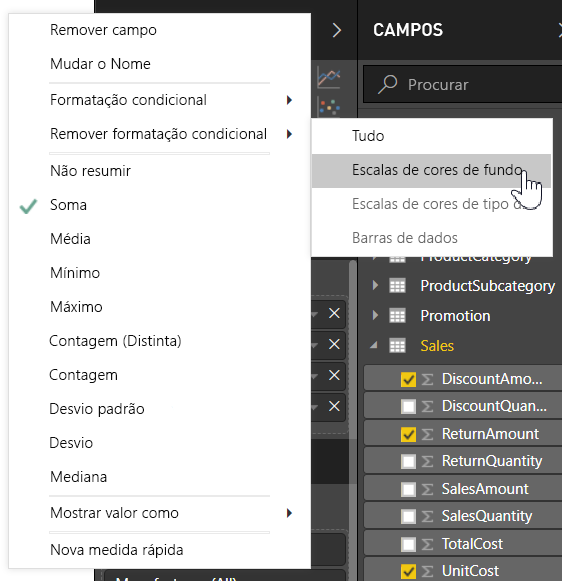 Remover campo
Mudar o Nome
Formatação condicional
Remover formatação condicional
Não resumir
Soma
Média
Mínimo
Máximo
Contagem (Distinta)
Contagem
Desvio padrão
Desvio
Mediana
Mostrar valor como
Nova medida rápida
Tudo
Escalas de cores de fundo
Escalas de cores de tipo
Barras de dados
CAMPOS
Procurar
ProductCategory
ProductSubcategory
Promotion
Sales
DiscountAmo...
DiscountQuan...
ReturnAmount
ReturnQuantity
SalesAmount
SalesQuantity
TotalCost
UnitCost